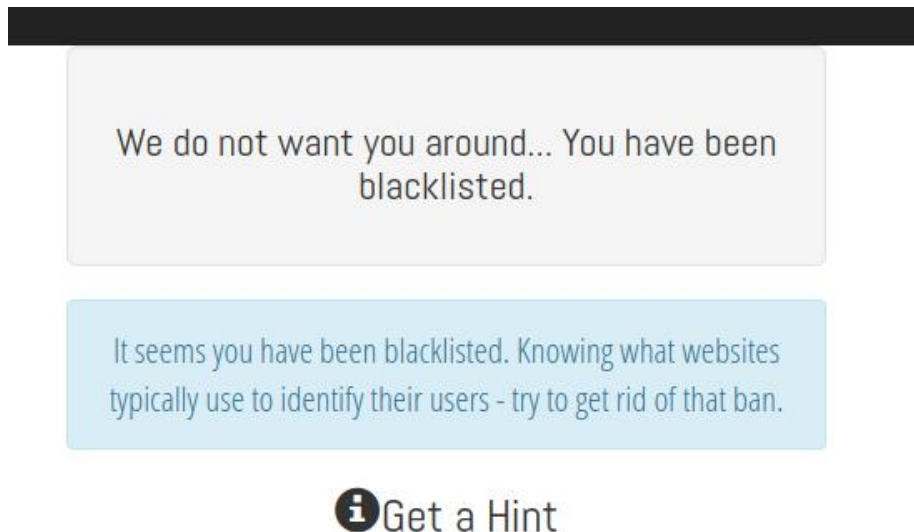 We do not want you around... You have been
blacklisted.
It seems you have been blacklisted. Knowing what websites
typically use to identify their users - try to get rid of that ban.
Get a Hint